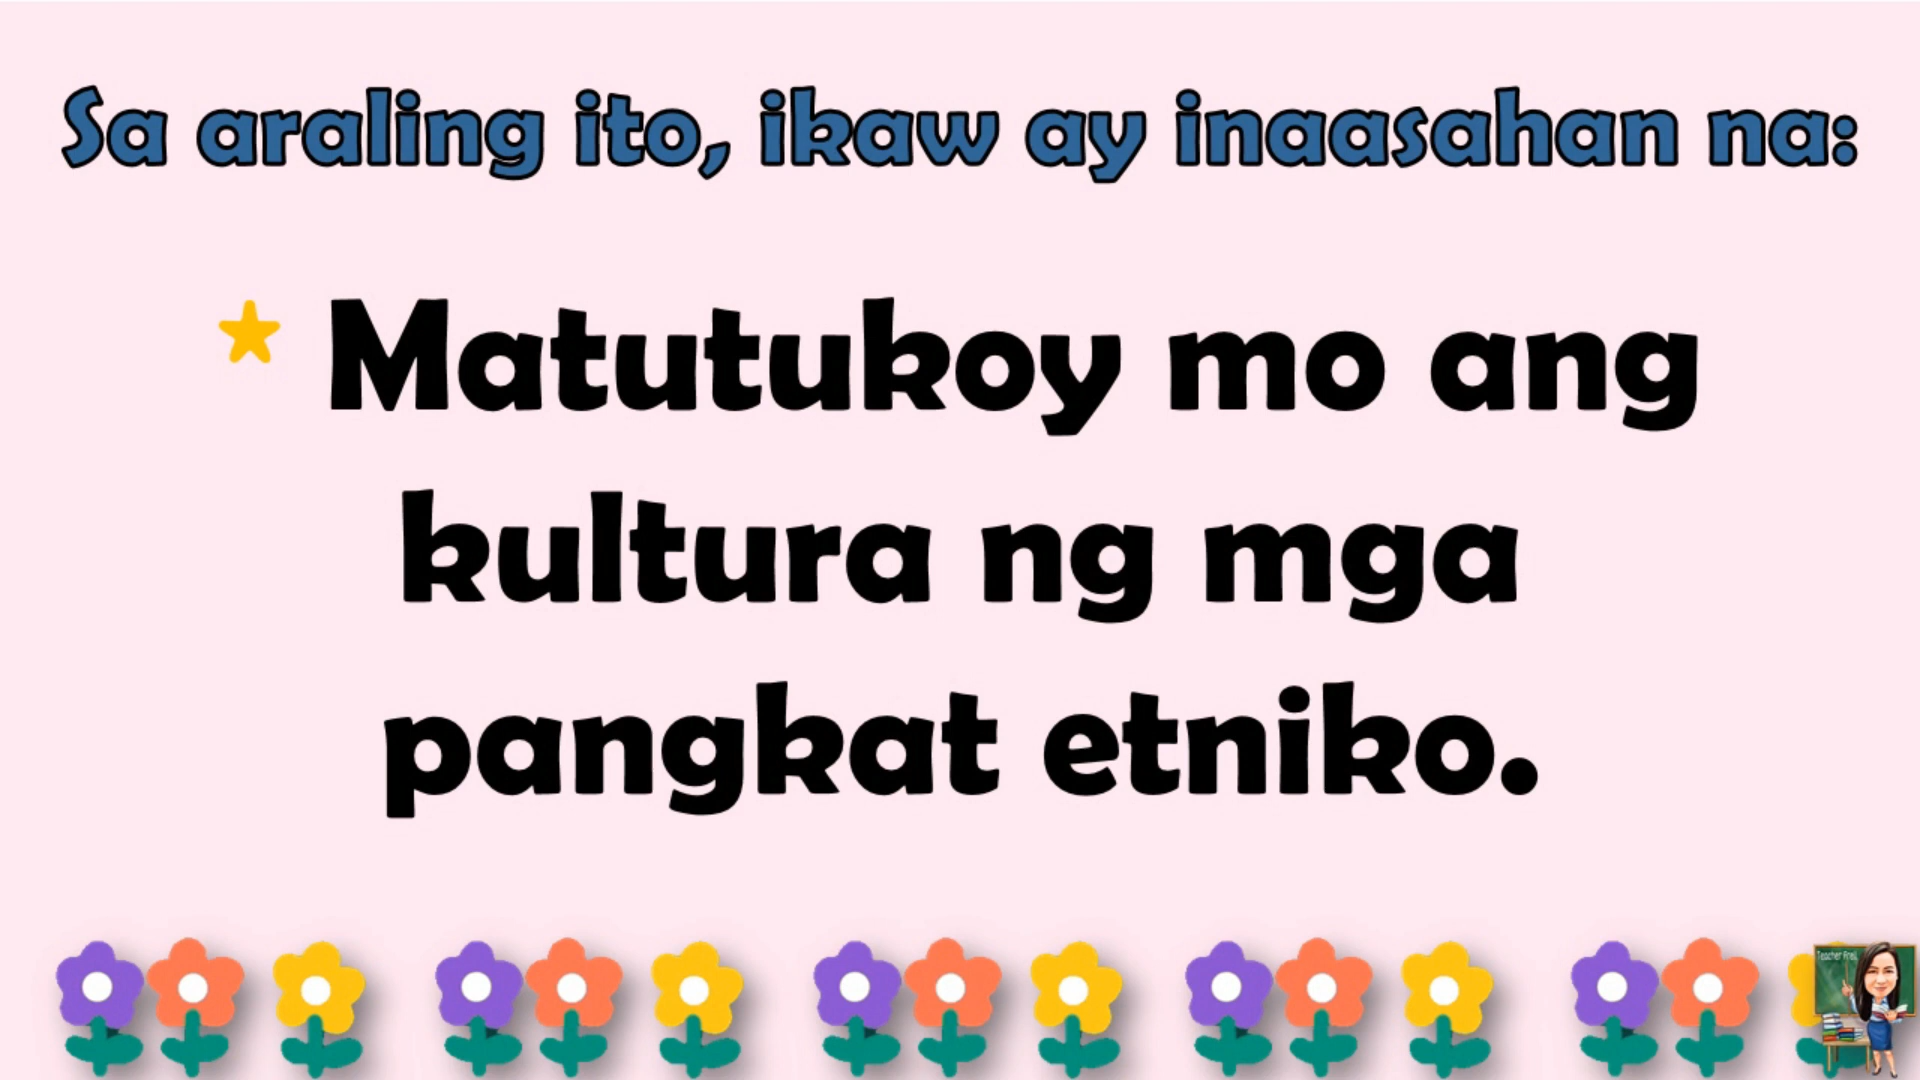 Sa araling ito, ikaw ay inaasahan na:
Matutukoy mo ang
kultura ng mga
pangkat etniko.